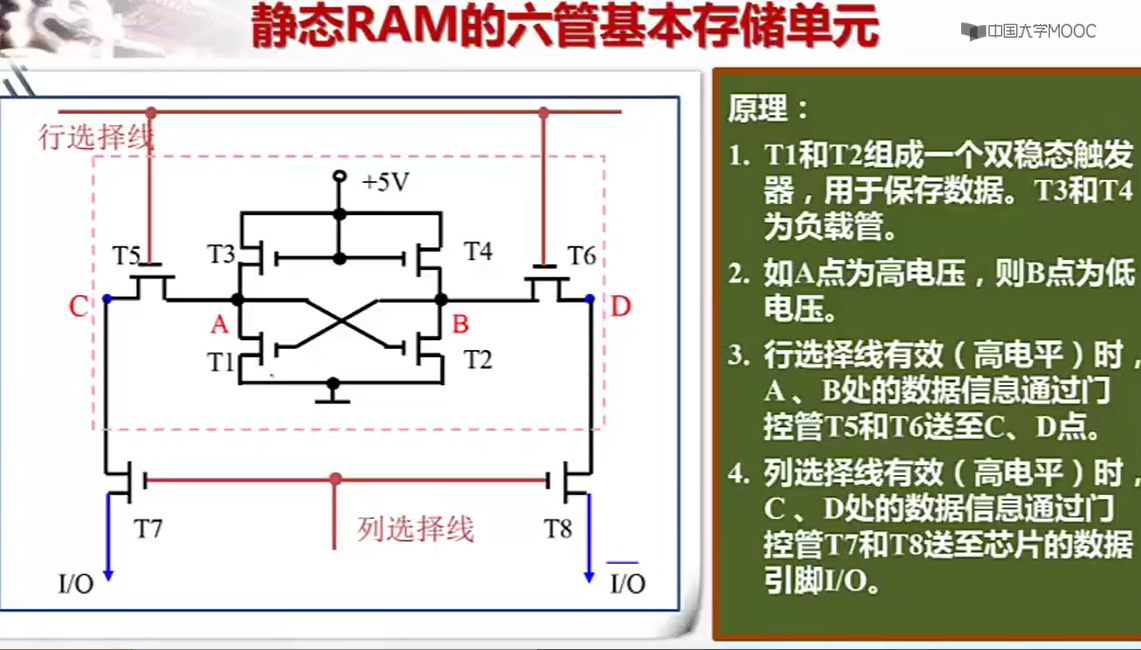 静态RAM的六管基本存储单元
中国大学MOOC
行选择线
+5V
T5
T3
T4
T6
C
A
B
D
T1
T2
T7
列选择线
T8
I/O
I/O
原理：
1. T1和T2组成一个双稳态触发
器，用于保存数据。T3和T4
为负载管。
2. 如A点为高电压，则B点为低
电压。
3. 行选择线有效（高电平）时，
A 、B处的数据信息通过门
控管T5和T6送至C、D点。
4. 列选择线有效（高电平）时，
C 、D处的数据信息通过门
控管T7和T8送至芯片的数据
引脚I/O。